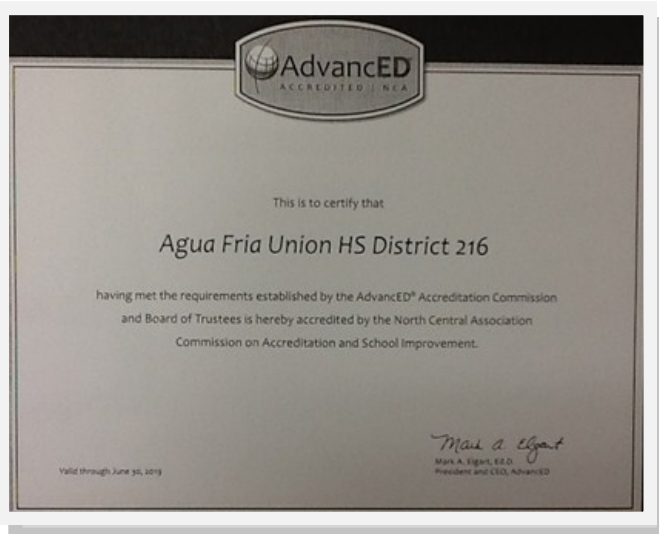 AdvancED
ACCREDITED | NCA
This is to certify that
Agua Fria Union HS District 216
having met the requirements established by the AdvancED® Accreditation Commission
and Board of Trustees is hereby accredited by the North Central Association
Commission on Accreditation and School Improvement.
Mark A. Elgart
Mark A. Elgart, Ed.D.
President and CEO, AdvancED
Valid through June 30,